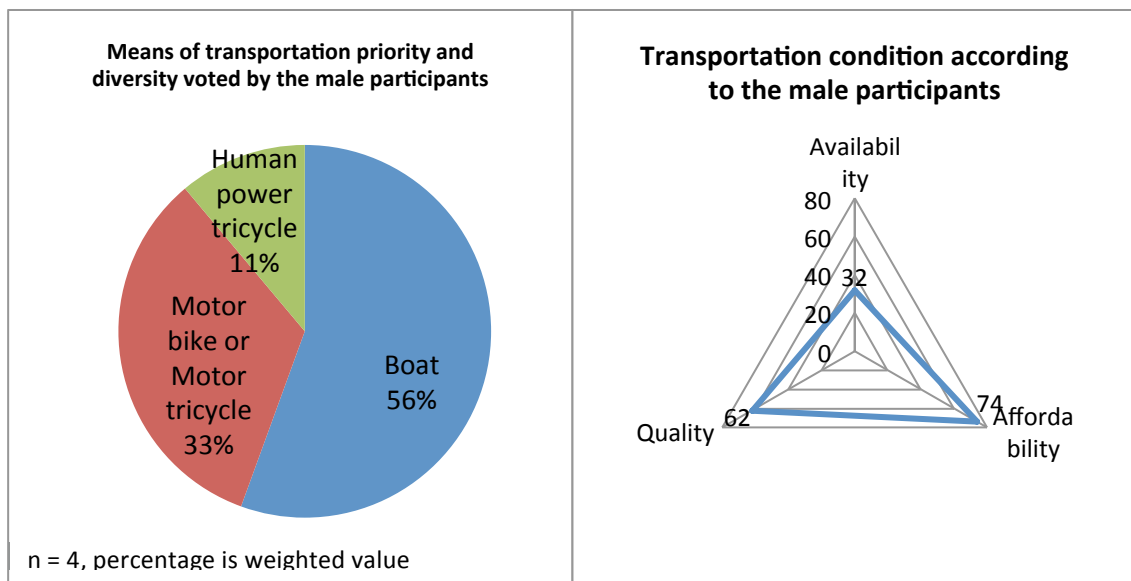 Means of transportation priority and
diversity voted by the male participants
Human
power
tricycle
11%
Motor
bike or
Motor
tricycle
33%
Boat
56%
n = 4, percentage is weighted value
Transportation condition according
to the male participants
Availabil
ity
80
60
40
32
20
0
74
Afforda
bility
62
Quality